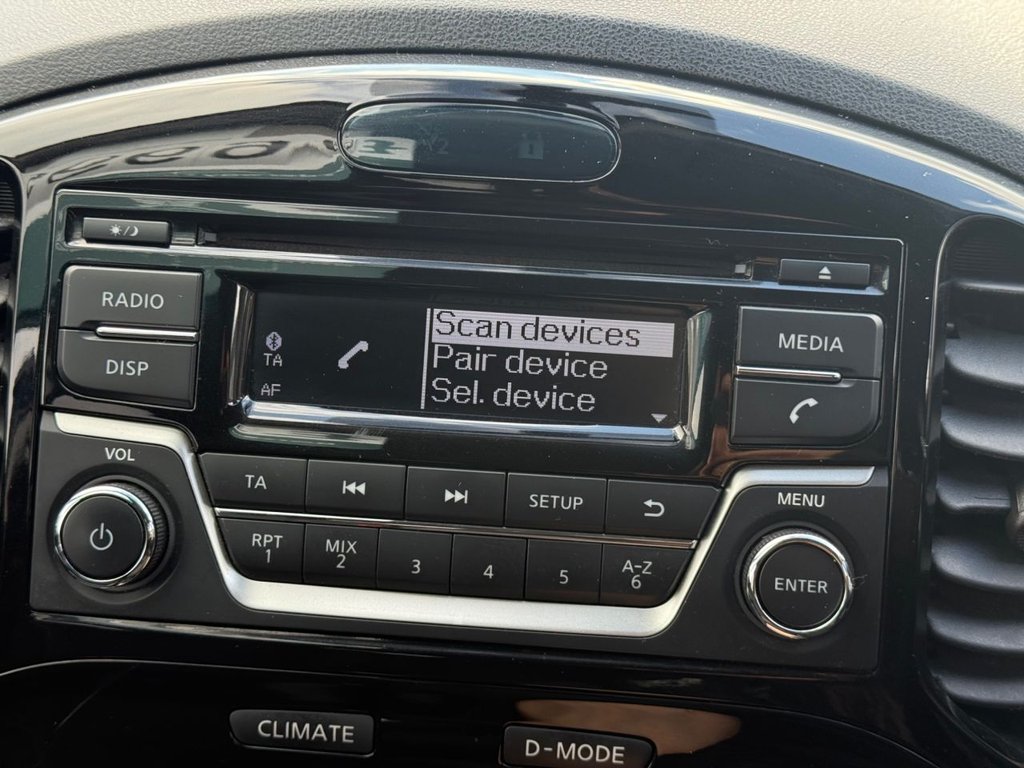 RADIO
DISP
TA
AF
Scan devices
Pair device
Sel. device
MEDIA
VOL
TA
SETUP
MENU
RPT
1
MIX
2
3
4
5
A-Z
6
ENTER
CLIMATE
D-MODE